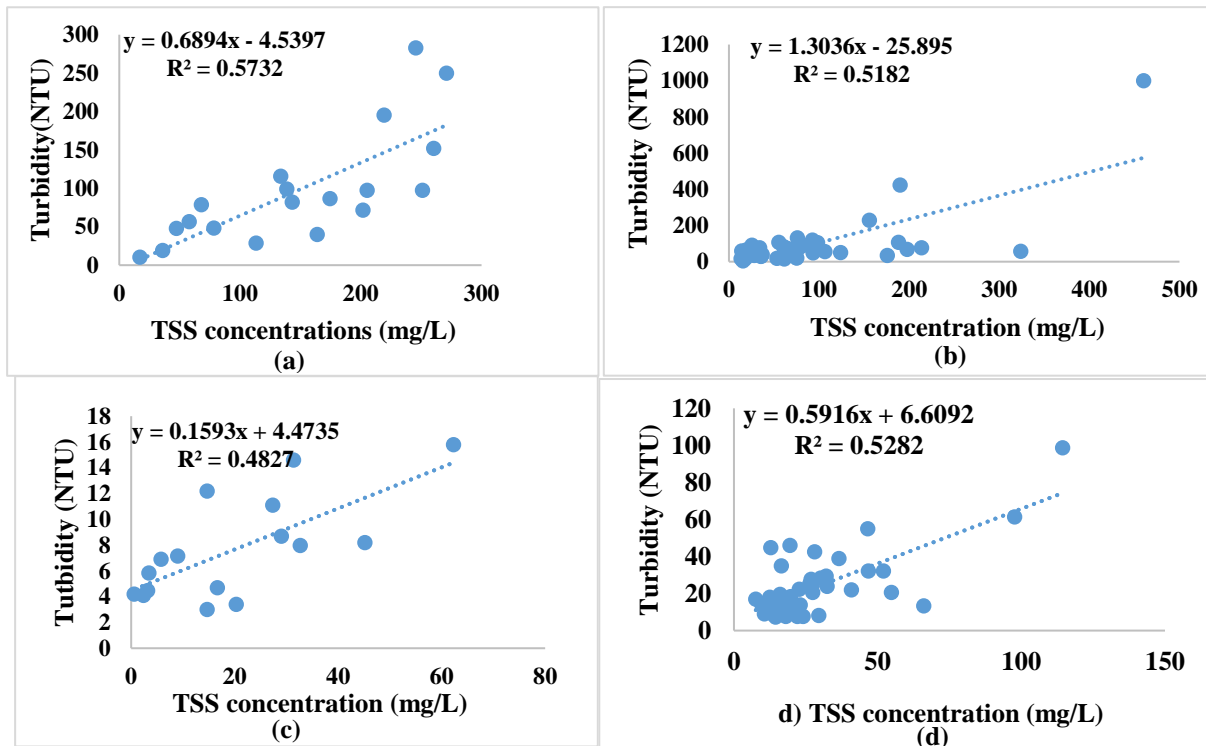 y = 0.6894x - 4.5397
R² = 0.5732
300
250
200
150
100
50
0
Turbidity(NTU)
0 100 200 300
TSS concentrations (mg/L)
(a)
y = 1.3036x - 25.895
R² = 0.5182
1200
1000
800
600
400
200
0
Turbidity (NTU)
0 100 200 300 400 500
TSS concentration (mg/L)
(b)
y = 0.1593x + 4.4735
R² = 0.4827
18
16
14
12
10
8
6
4
2
0
Tutbidity (NTU)
0 20 40 60 80
TSS concentration (mg/L)
(c)
y = 0.5916x + 6.6092
R² = 0.5282
120
100
80
60
40
20
0
Turbidity (NTU)
0 50 100 150
d) TSS concentration (mg/L)
(d)